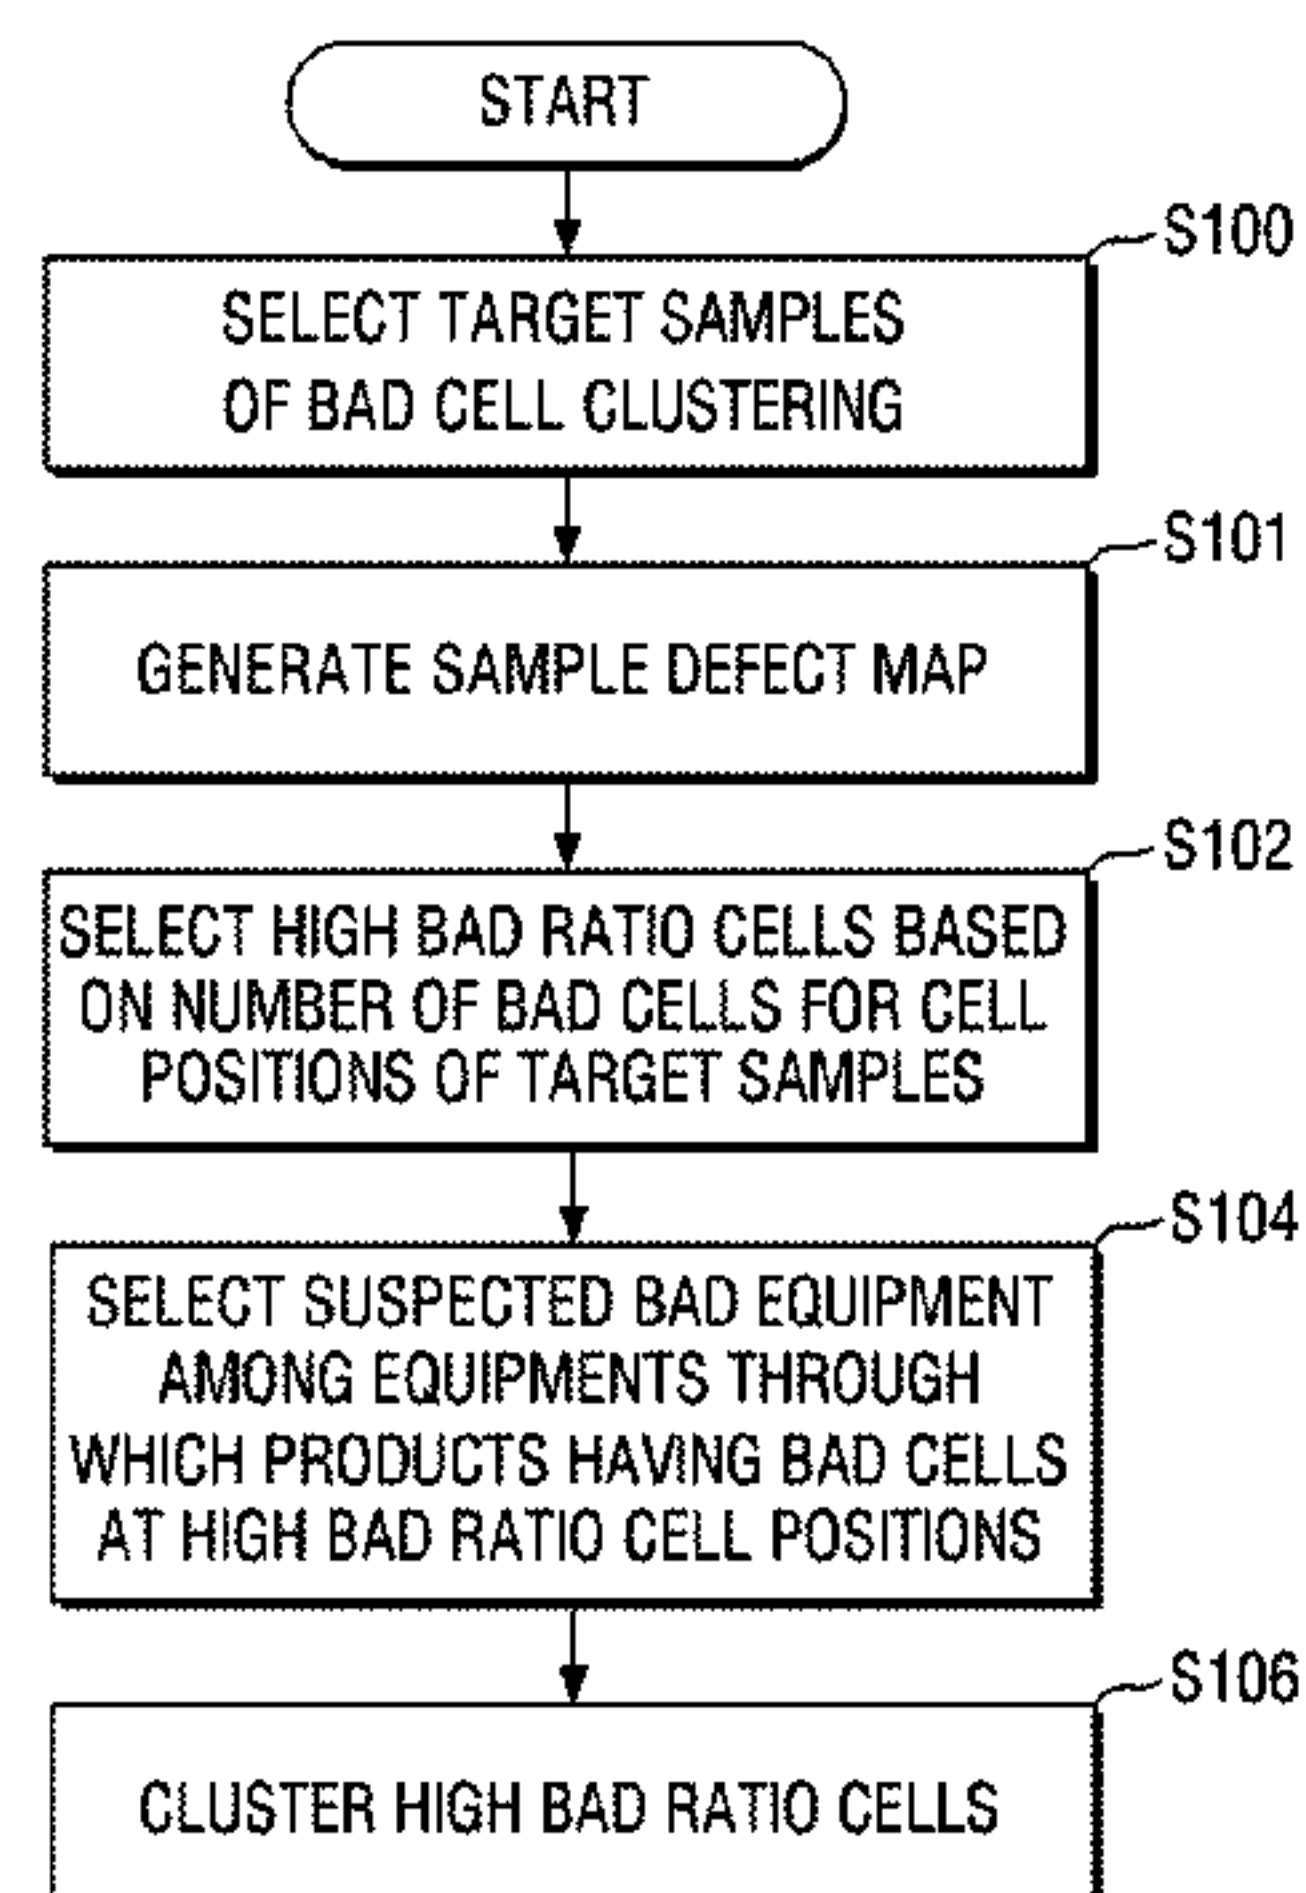 START
S100
SELECT TARGET SAMPLES
OF BAD CELL CLUSTERING
S101
GENERATE SAMPLE DEFECT MAP
S102
SELECT HIGH BAD RATIO CELLS BASED
ON NUMBER OF BAD CELLS FOR CELL
POSITIONS OF TARGET SAMPLES
S104
SELECT SUSPECTED BAD EQUIPMENT
AMONG EQUIPMENTS THROUGH
WHICH PRODUCTS HAVING BAD CELLS
AT HIGH BAD RATIO CELL POSITIONS
S106
CLUSTER HIGH BAD RATIO CELLS